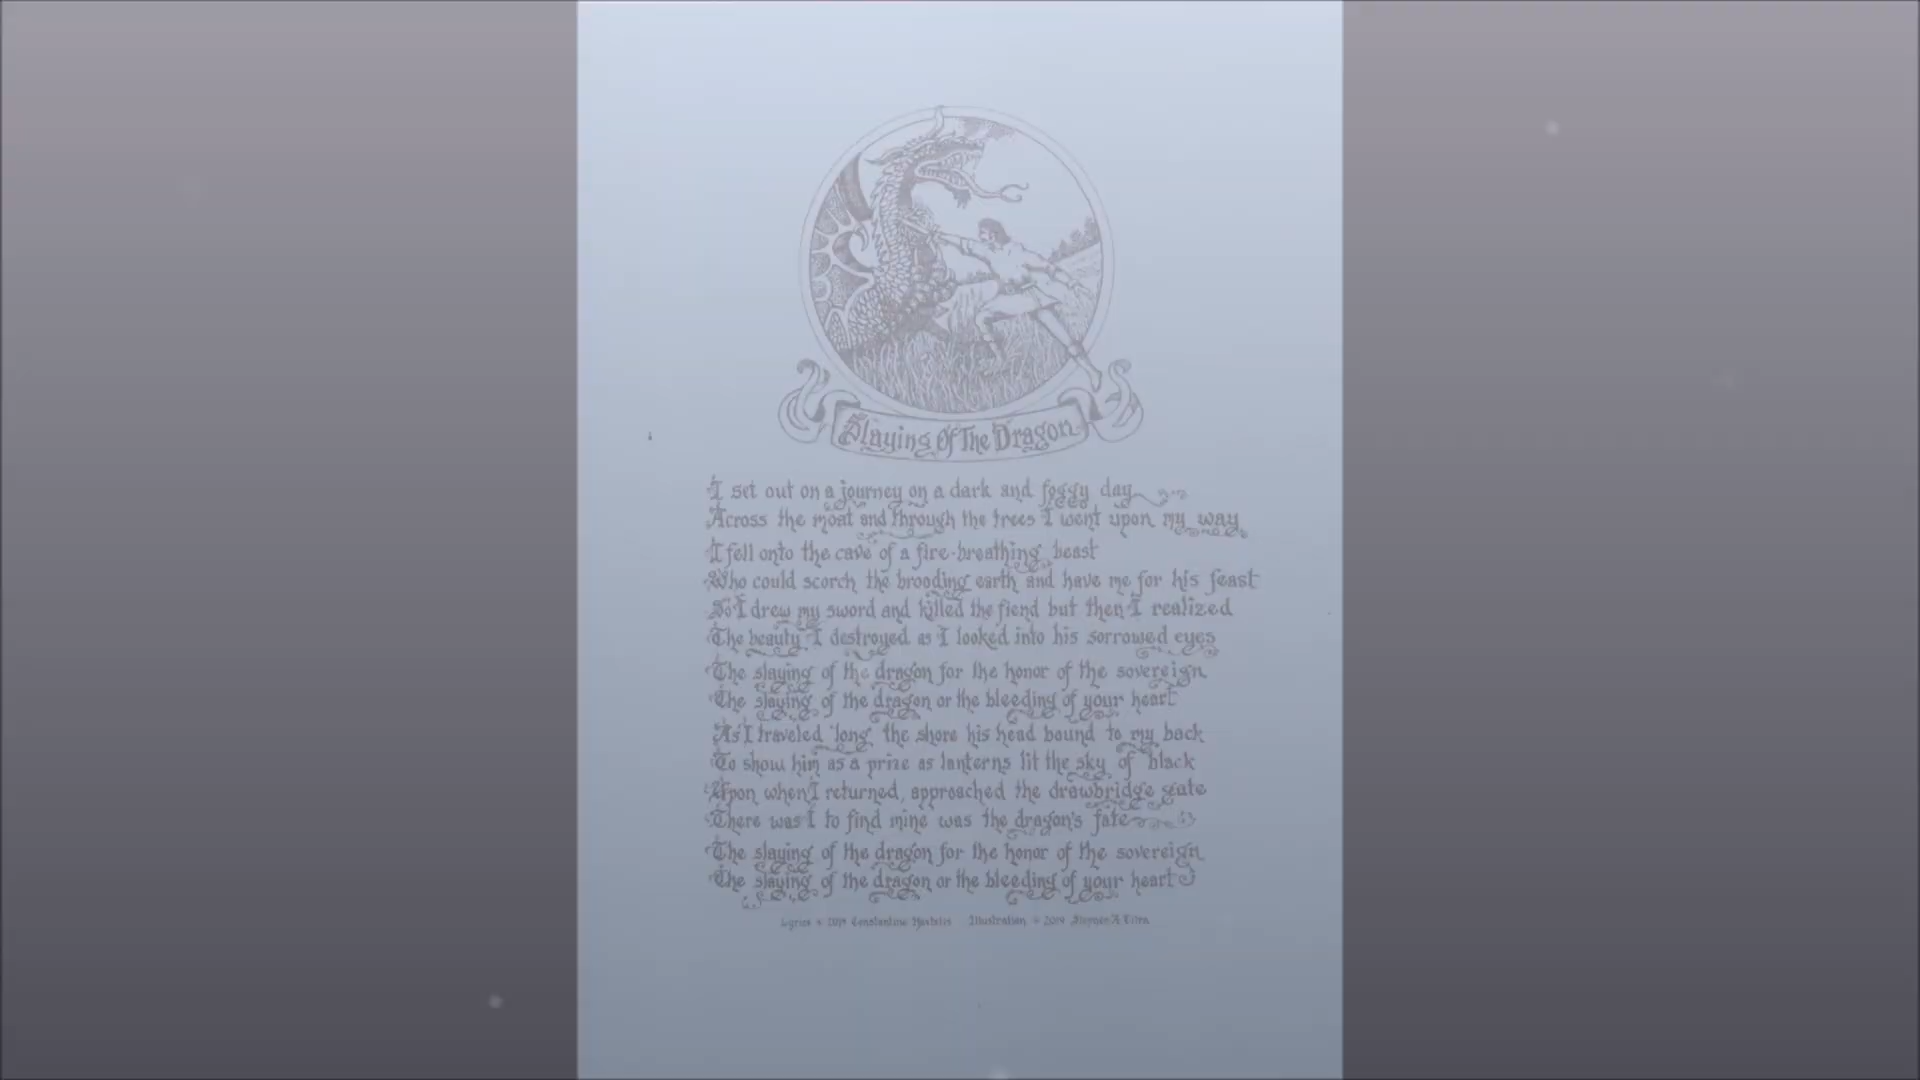 Slaying Of The Dragon
I set out on a journey on a dark and foggy day
Across the moat and through the trees I went upon my way
I fell onto the cave of a fire-breathing beast
Who could scorch the brooding earth and have me for his feast
So I drew my sword and killed the fiend but then I realized
The beauty I destroyed as I looked into his sorrowed eyes
The slaying of the dragon for the honor of the sovereign
The slaying of the dragon or the bleeding of your heart
As I traveled 'long the shore his head bound to my back
To show him as a prize as lanterns lit the sky of black
Upon when I returned, approached the drawbridge gate
There was I to find mine was the dragon's fate
The slaying of the dragon for the honor of the sovereign
The slaying of the dragon or the bleeding of your heart
Lyrics © Constantine Illustration ©